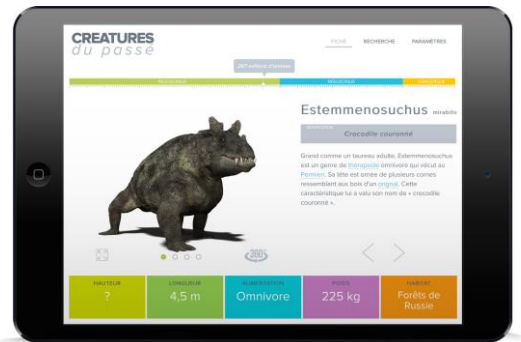 CREATURES
du passé
FICHE RECHERCHE PARAMÈTRES
267 millions d'années
PALÉOZOÏQUE MÉSOZOÏQUE CÉNOZOÏQUE
Estemmenosuchus mirabilis
Crocodile couronné
Grand comme un taureau adulte, Estemmenosuchus
est un genre de thérapside omnivore qui vécut au
Permien. Sa tête est ornée de plusieurs cornes
ressemblant aux bois d'un orignal. Cette
caractéristique lui a valu son nom de « crocodile
couronné ».
360°
HAUTEUR LONGUEUR ALIMENTATION POIDS HABITAT
? 4,5 m Omnivore 225 kg Forêts de
Russie